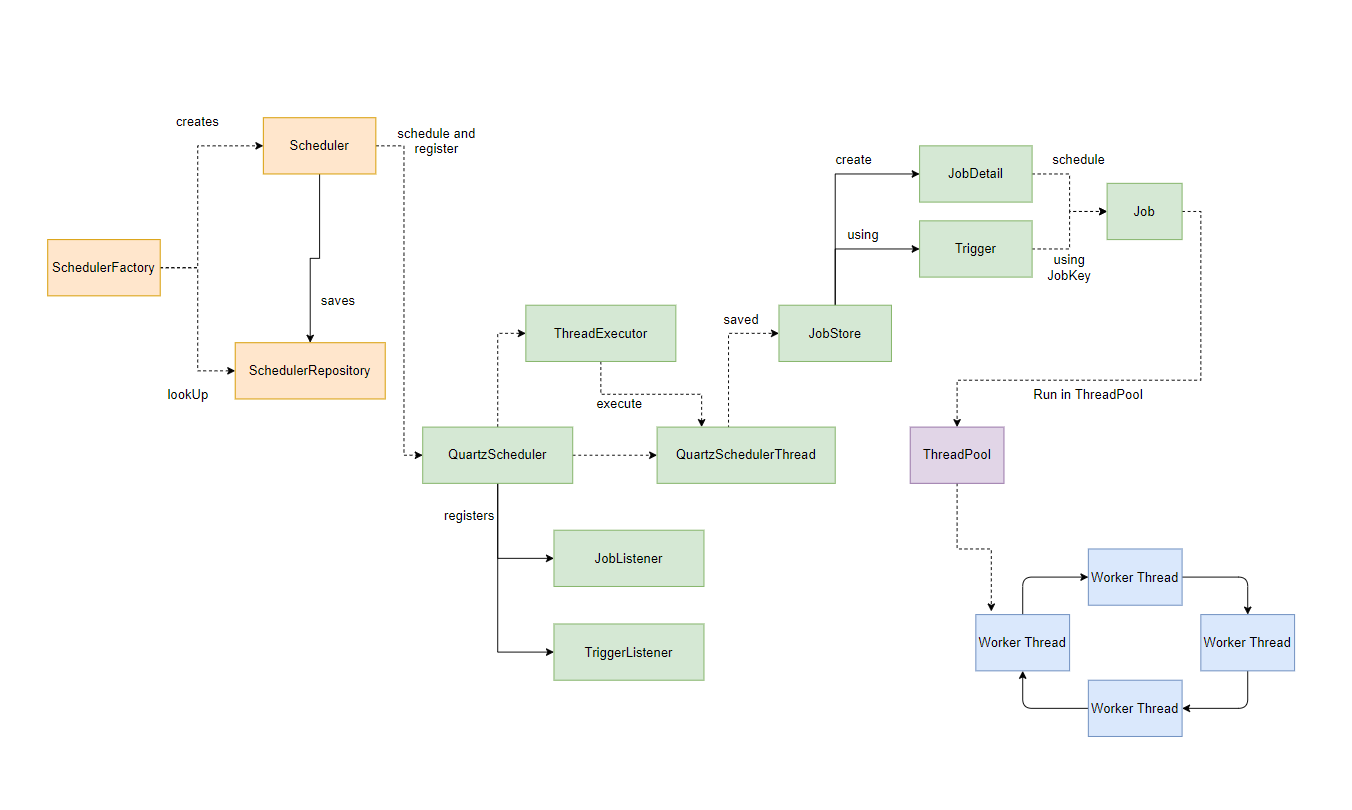 creates
Scheduler
schedule and
register
SchedulerFactory
saves
SchedulerRepository
lookUp
create
JobDetail
schedule
Job
using
Trigger
using
JobKey
ThreadExecutor
saved
JobStore
execute
Run in ThreadPool
QuartzScheduler
QuartzSchedulerThread
ThreadPool
registers
JobListener
TriggerListener
Worker Thread
Worker Thread
Worker Thread
Worker Thread